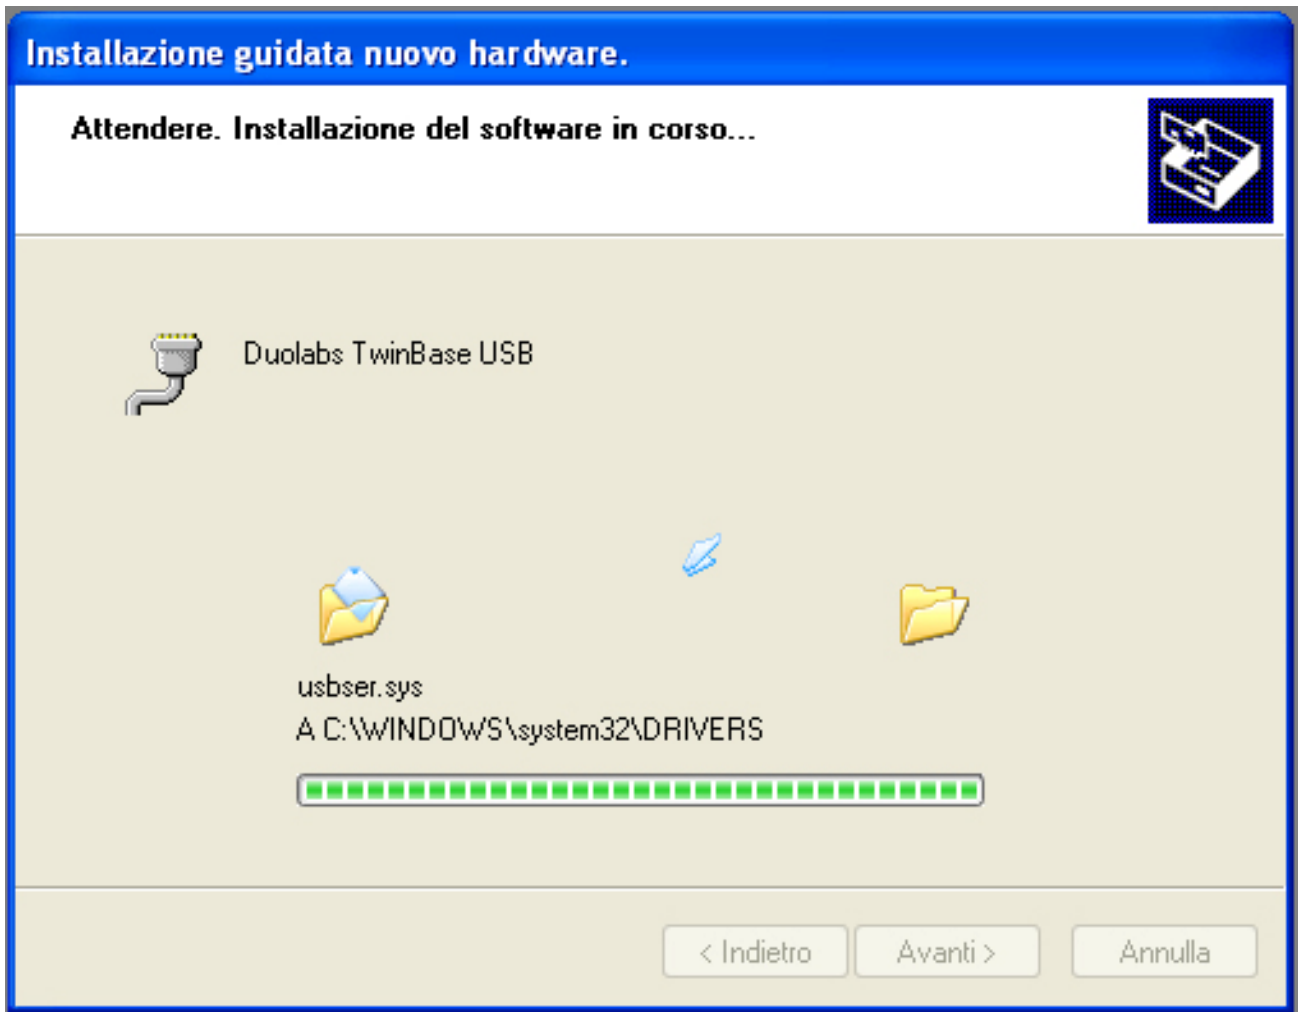 Installazione guidata nuovo hardware.
Attendere. Installazione del software in corso...
Duolabs TwinBase USB
usbser.sys
A C:\WINDOWS\system32\DRIVERS
< Indietro
Avanti >
Annulla